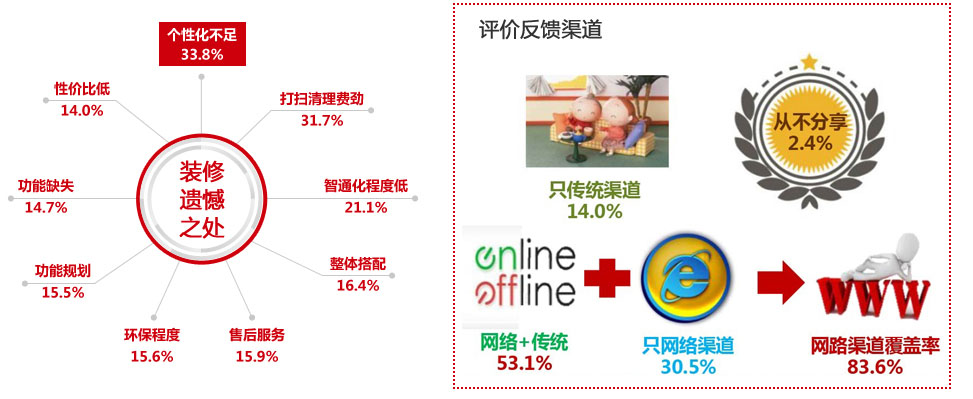 个性化不足
33.8%
性价比低
14.0%
打扫清理费劲
31.7%
装修
遗憾
之处
功能缺失
14.7%
智通化程度低
21.1%
功能规划
15.5%
整体搭配
16.4%
环保程度
15.6%
售后服务
15.9%
评价反馈渠道
只传统渠道
14.0%
从不分享
2.4%
online
offline
网络+传统
53.1%
只网络渠道
30.5%
WWW
网路渠道覆盖率
83.6%